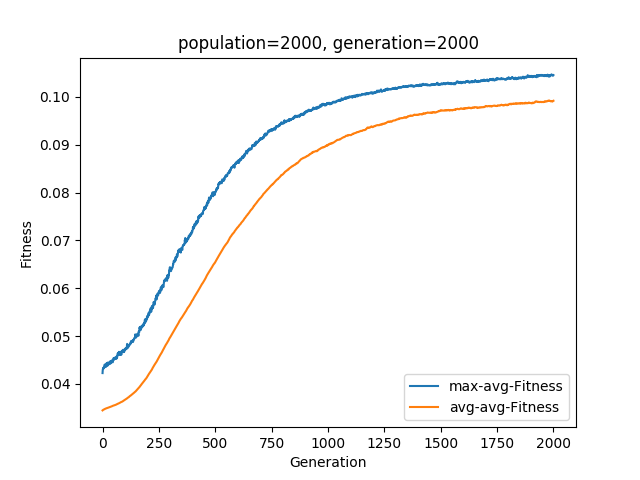 population=2000, generation=2000
Fitness
0.10
0.09
0.08
0.07
0.06
0.05
0.04
max-avg-Fitness
avg-avg-Fitness
0 250 500 750 1000 1250 1500 1750 2000
Generation